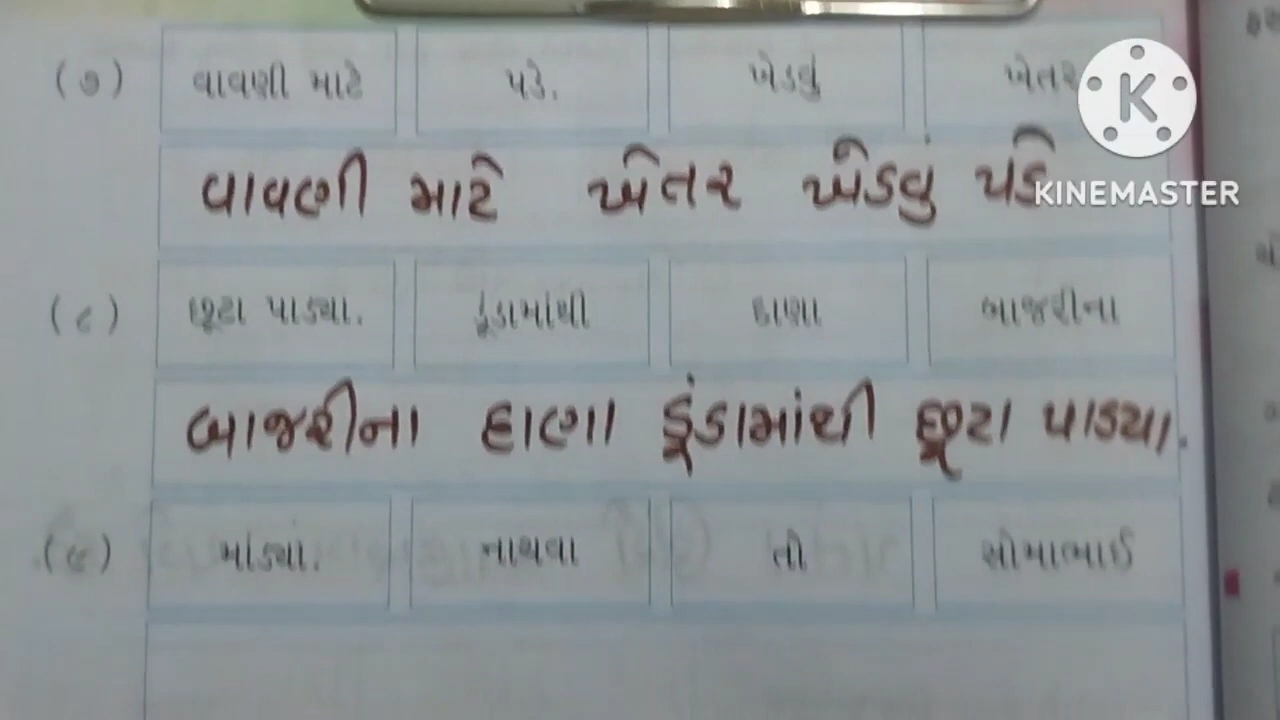 (૭) વાવણી માટે પડે. ખેડવું ખેતર
વાવણી માટે ખેતર ખેડવું પડે
KINEMASTER
(૮) છૂટા પાડ્યા. ડૂંડામાંથી દાણા બાજરીના
બાજરીના દાણા ડૂંડામાંથી છૂટા પાડ્યા.
(૯) માંડ્યા. નાચવા તો સોમાભાઈ